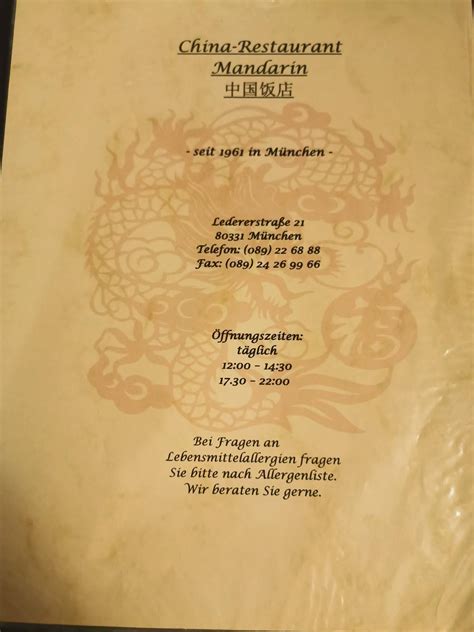 China-Restaurant
Mandarin
中国饭店
- seit 1961 in München -
Ledererstraße 21
80331 München
Telefon: (089) 22 68 88
Fax: (089) 24 26 99 66
Öffnungszeiten:
täglich
12:00 – 14:30
17.30 – 22:00
Bei Fragen an
Lebensmittelallergien fragen
Sie bitte nach Allergenliste.
Wir beraten Sie gerne.